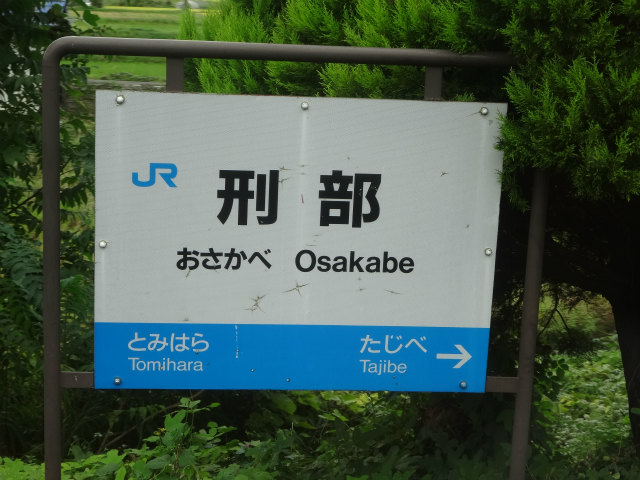 JR
刑部
おさかべ Osakabe
とみはら たじべ →
Tomihara Tajibe